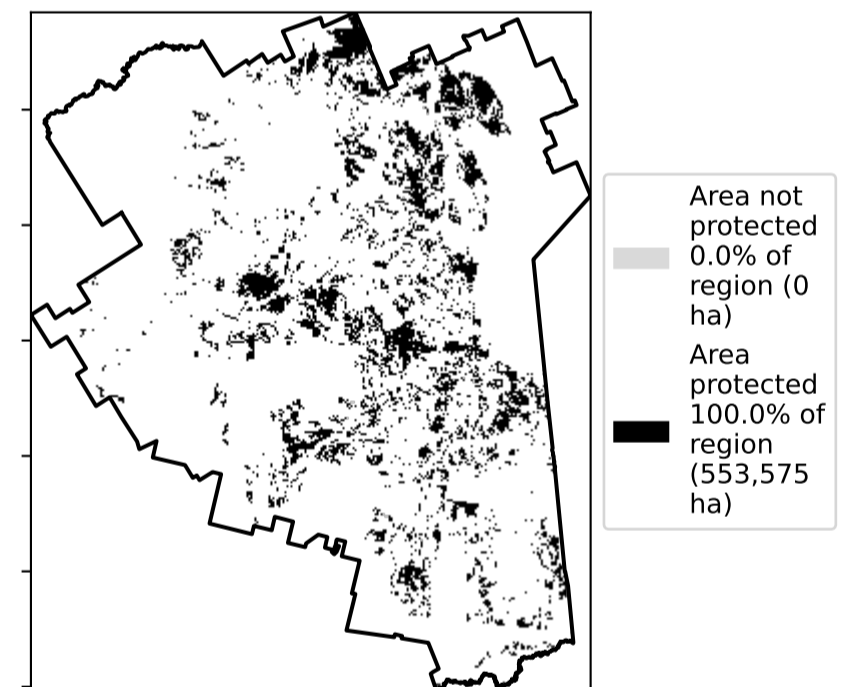 Area not
protected
0.0% of
region (0
ha)
Area
protected
100.0% of
region
(553,575
ha)